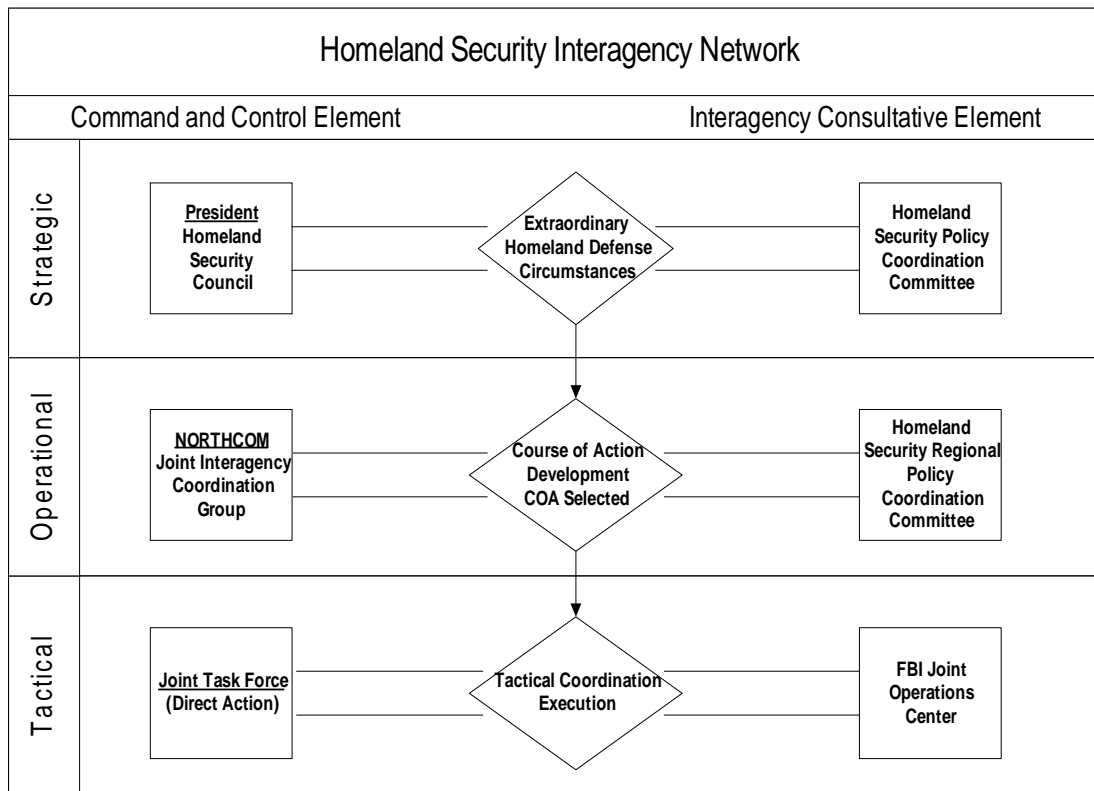 Homeland Security Interagency Network
Command and Control Element
Interagency Consultative Element
Strategic
President
Homeland
Security
Council
Extraordinary
Homeland Defense
Circumstances
Homeland
Security Policy
Coordination
Committee
Operational
NORTHCOM
Joint Interagency
Coordination
Group
Course of Action
Development
COA Selected
Homeland
Security Regional
Policy
Coordination
Committee
Tactical
Joint Task Force
(Direct Action)
Tactical Coordination
Execution
FBI Joint
Operations
Center